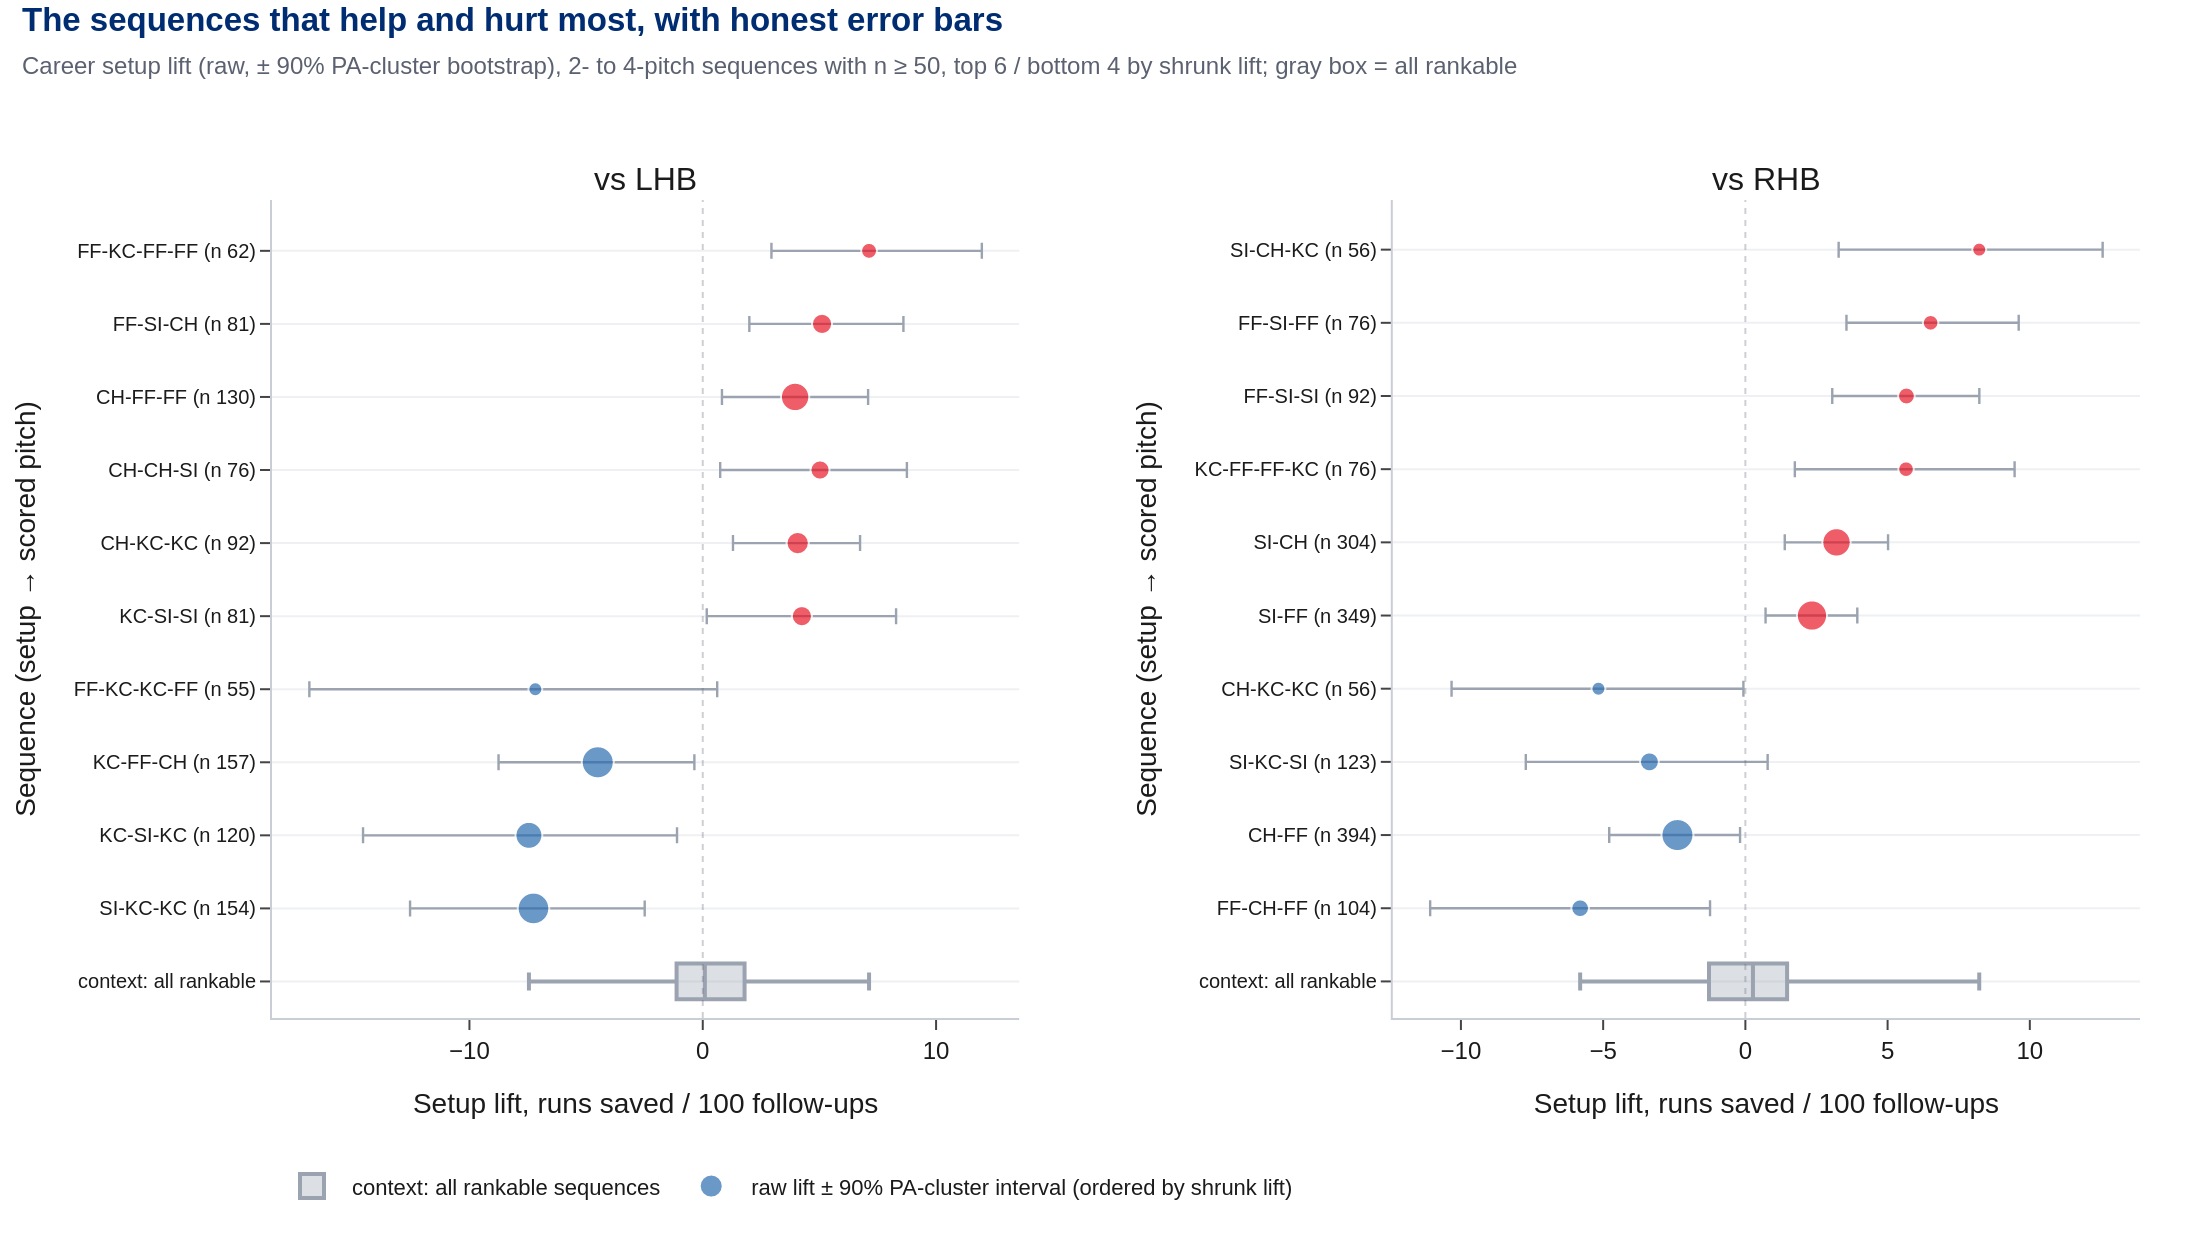 The sequences that help and hurt most, with honest error bars
Career setup lift (raw, ± 90% PA-cluster bootstrap), 2- to 4-pitch sequences with n ≥ 50, top 6 / bottom 4 by shrunk lift; gray box = all rankable
vs LHB
Sequence (setup → scored pitch)
FF-KC-FF-FF (n 62)
FF-SI-CH (n 81)
CH-FF-FF (n 130)
CH-CH-SI (n 76)
CH-KC-KC (n 92)
KC-SI-SI (n 81)
FF-KC-KC-FF (n 55)
KC-FF-CH (n 157)
KC-SI-KC (n 120)
SI-KC-KC (n 154)
context: all rankable
−10 0 10
Setup lift, runs saved / 100 follow-ups
vs RHB
Sequence (setup → scored pitch)
SI-CH-KC (n 56)
FF-SI-FF (n 76)
FF-SI-SI (n 92)
KC-FF-FF-KC (n 76)
SI-CH (n 304)
SI-FF (n 349)
CH-KC-KC (n 56)
SI-KC-SI (n 123)
CH-FF (n 394)
FF-CH-FF (n 104)
context: all rankable
−10 −5 0 5 10
Setup lift, runs saved / 100 follow-ups
context: all rankable sequences
raw lift ± 90% PA-cluster interval (ordered by shrunk lift)